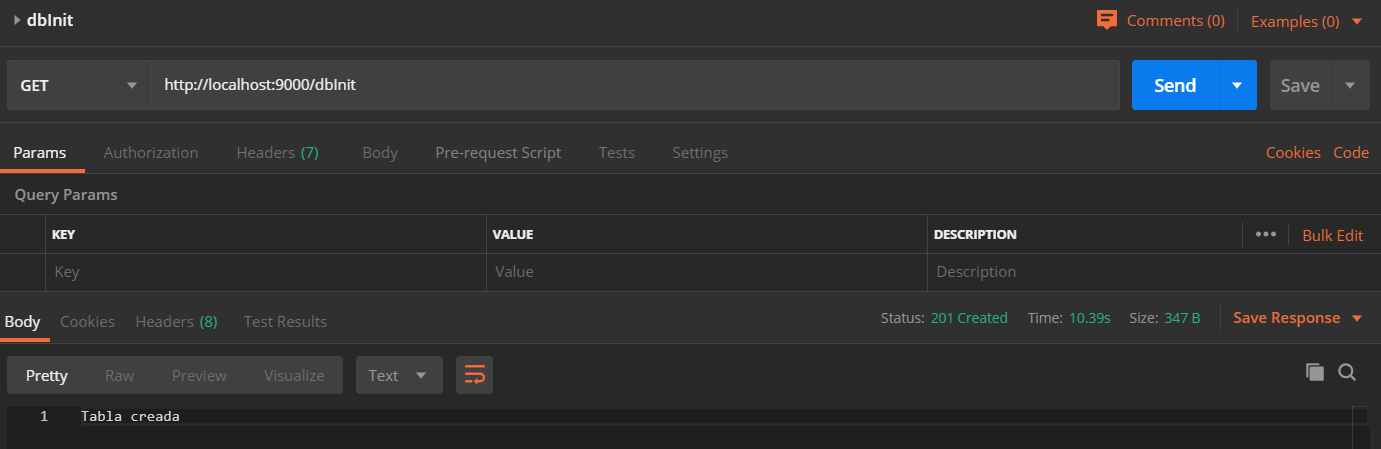 dbInit
Comments (0)
Examples (0)
GET
http://localhost:9000/dbInit
Send
Save
Params
Authorization
Headers (7)
Body
Pre-request Script
Tests
Settings
Cookies
Code
Query Params
KEY
VALUE
DESCRIPTION
Bulk Edit
Key
Value
Description
Body
Cookies
Headers (8)
Test Results
Status: 201 Created
Time: 10.39s
Size: 347 B
Save Response
Pretty
Raw
Preview
Visualize
Text
1 Tabla creada